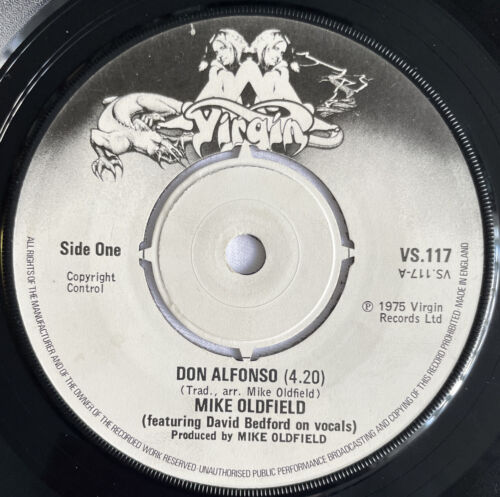 Virgin
Side One
Copyright
Control
VS.117
VS.117-A
℗ 1975 Virgin
Records Ltd
DON ALFONSO (4.20)
(Trad., arr. Mike Oldfield)
MIKE OLDFIELD
(featuring David Bedford on vocals)
Produced by MIKE OLDFIELD
ALL RIGHTS OF THE MANUFACTURER AND OF THE OWNER OF THE RECORDED WORK RESERVED-UNAUTHORISED PUBLIC PERFORMANCE BROADCASTING AND COPYING OF THIS RECORD PROHIBITED. MADE IN ENGLAND